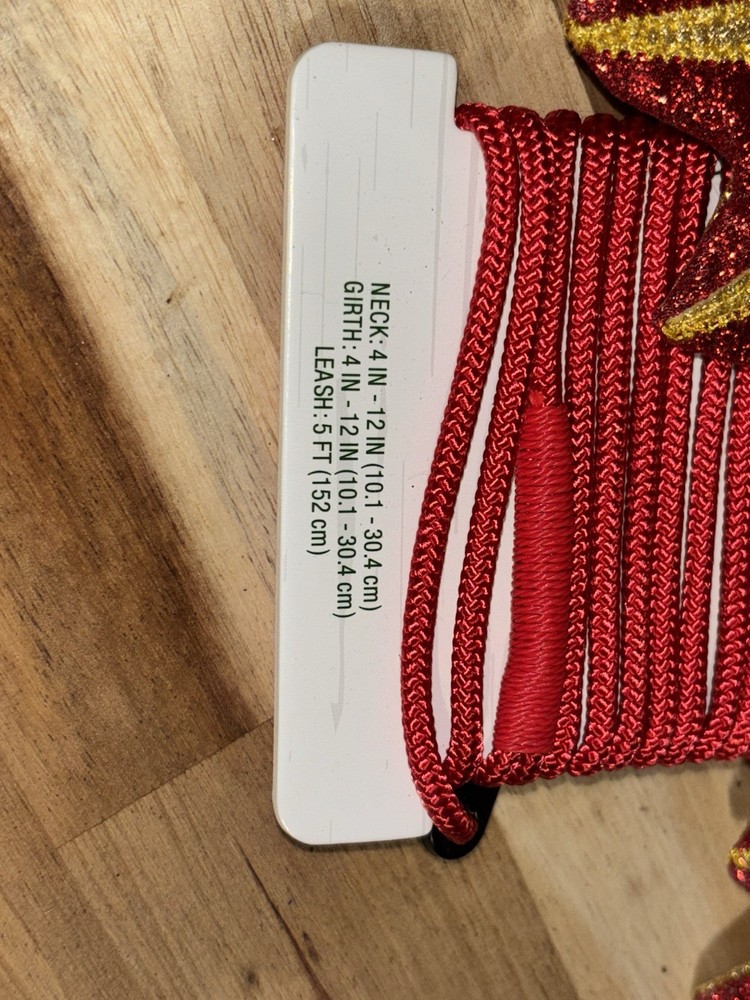 NECK: 4 IN - 12 IN (10.1 - 30.4 cm)
GIRTH: 4 IN - 12 IN (10.1 - 30.4 cm)
LEASH: 5 FT (152 cm)